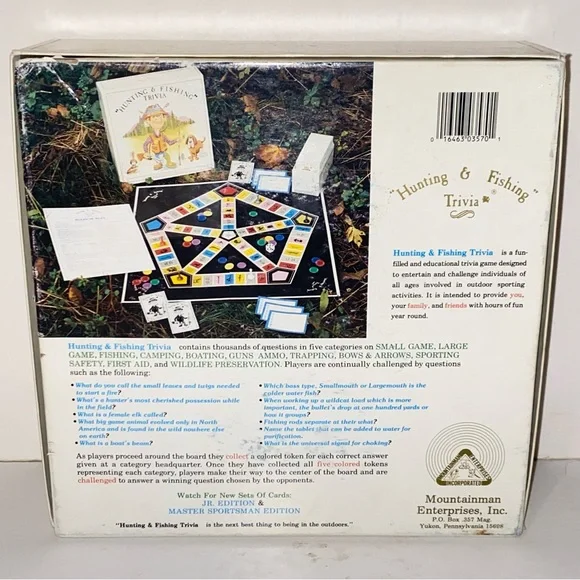 "HUNTING & FISHING
TRIVIA"
0 16463 03570 1
"Hunting & Fishing"
Trivia ®
Hunting & Fishing Trivia is a fun-
filled and educational trivia game designed
to entertain and challenge individuals of
all ages involved in outdoor sporting
activities. It is intended to provide you,
your family, and friends with hours of fun
year round.
Hunting & Fishing Trivia contains thousands of questions in five categories on SMALL GAME, LARGE
GAME, FISHING, CAMPING, BOATING, GUNS AMMO, TRAPPING, BOWS & ARROWS, SPORTING
SAFETY, FIRST AID, and WILDLIFE PRESERVATION. Players are continually challenged by questions
such as the following:
• What do you call the small leaves and twigs needed
to start a fire?
• What's a hunter's most cherished possession while
in the field?
• What is a female elk called?
• What big game animal evolved only in North
America and is found in the wild nowhere else
on earth?
• What is a boat's beam?
• Which bass type, Smallmouth or Largemouth is the
colder water fish?
• When working up a wildcat load which is more
important, the bullet's drop at one hundred yards or
how it groups?
• Fishing rods separate at their what?
• Name the tablet that can be added to water for
purification.
• What is the universal signal for choking?
As players proceed around the board they collect a colored token for each correct answer
given at a category headquarter. Once they have collected all five colored tokens
representing each category, players make their way to the center of the board and are
challenged to answer a winning question chosen by the opponents.
Watch For New Sets Of Cards:
JR. EDITION &
MASTER SPORTSMAN EDITION
"Hunting & Fishing Trivia is the next best thing to being in the outdoors."
INCORPORATED
Mountainman
Enterprises, Inc.
P.O. Box .357 Mag.
Yukon, Pennsylvania 15698